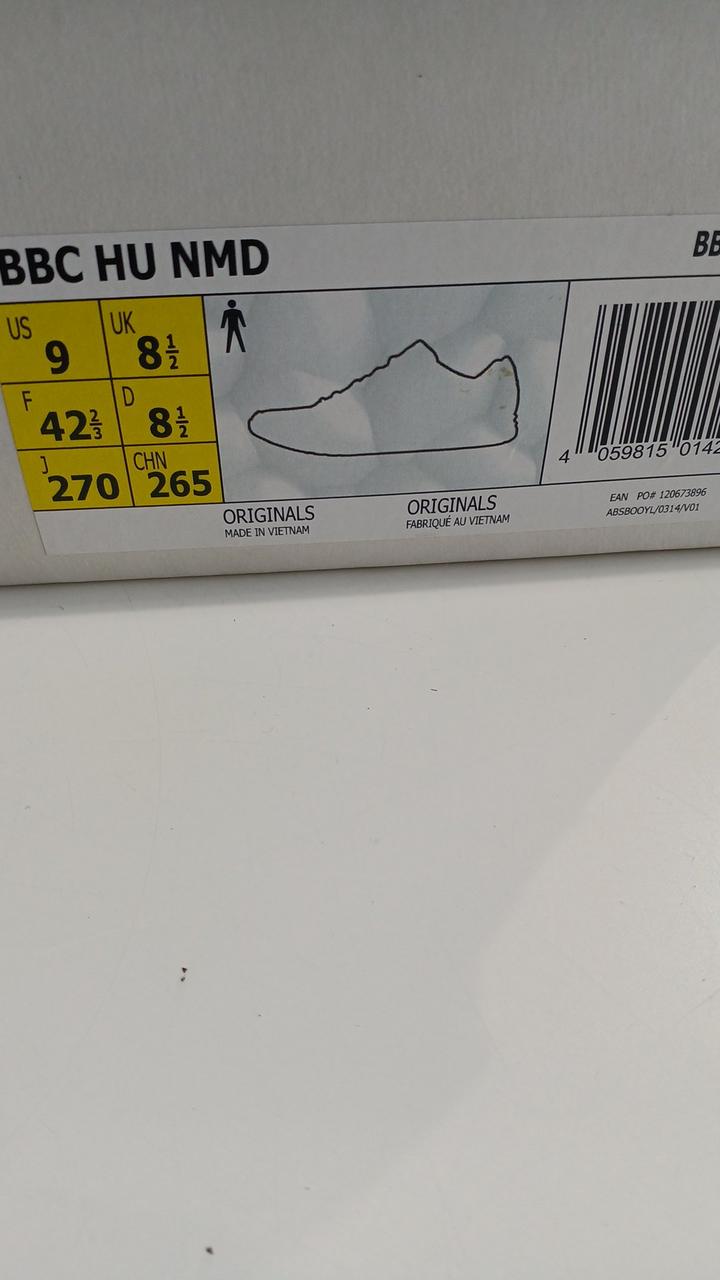 BBC HU NMD
BB
US
9
UK
8½
F
42⅔
D
8½
J
270
CHN
265
ORIGINALS
MADE IN VIETNAM
ORIGINALS
FABRIQUÉ AU VIETNAM
4 059815 0142
EAN PO# 120673896
ABSBOOYL/0314/V01